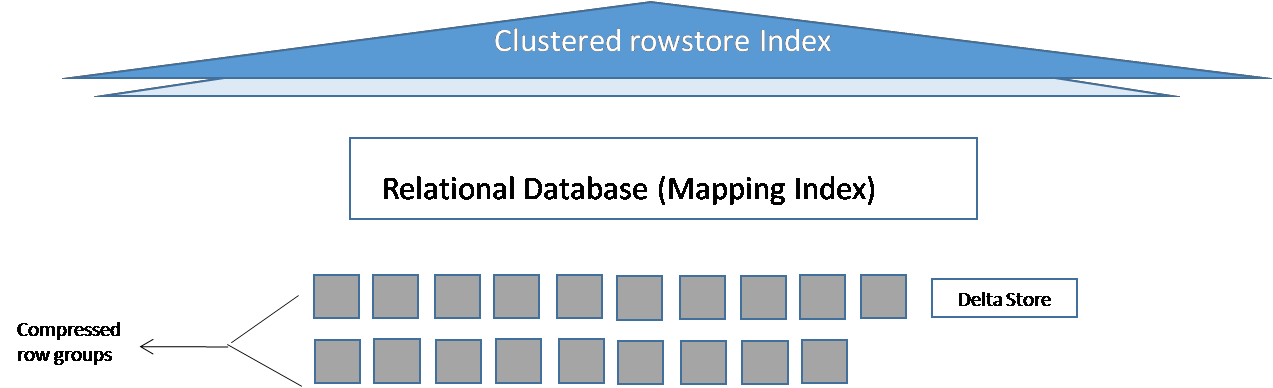 Clustered rowstore Index
Relational Database (Mapping Index)
Delta Store
Compressed
row groups